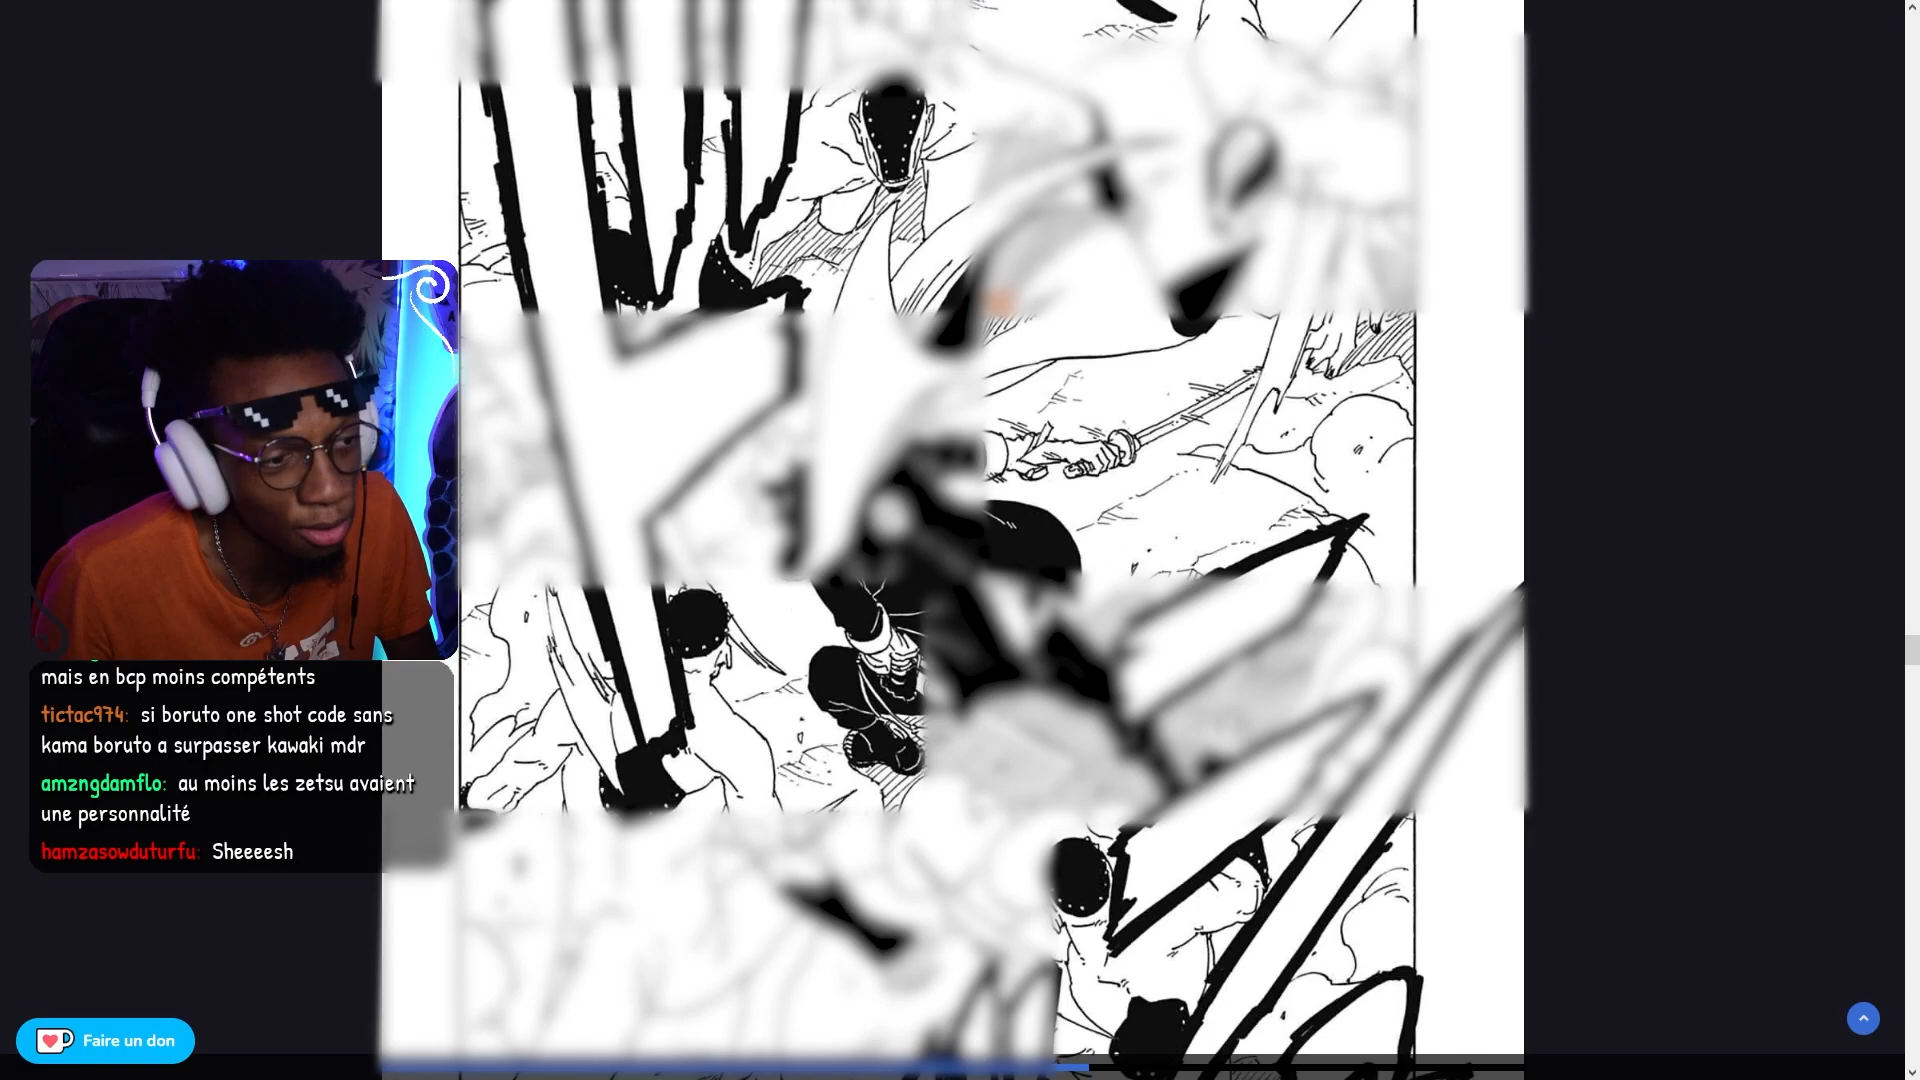 mais en bcp moins compétents
tictac974: si boruto one shot code sans
kama boruto a surpasser kawaki mdr
amzngdamflo: au moins les zetsu avaient
une personnalité
hamzasowduturfu: Sheeeesh
Faire un don